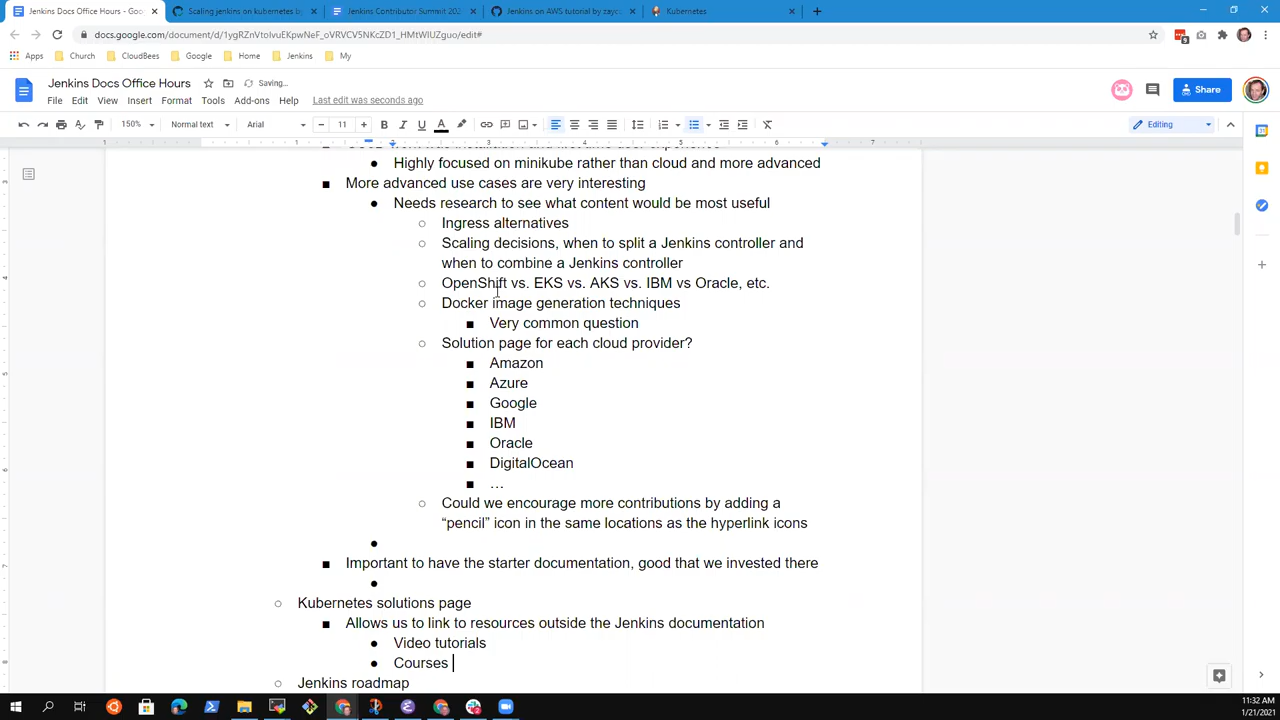 Jenkins Docs Office Hours - Goo
Scaling jenkins on kubernetes by
Jenkins Contributor Summit 202
Jenkins on AWS tutorial by zayco
Kubernetes
docs.google.com/document/d/
/edit#
Apps
Church
CloudBees
Google
Home
Jenkins
My
Jenkins Docs Office Hours
Saving...
File Edit View Insert Format Tools Add-ons Help Last edit was seconds ago
Share
150% Normal text Arial 11
Editing
Highly focused on minikube rather than cloud and more advanced
More advanced use cases are very interesting
Needs research to see what content would be most useful
Ingress alternatives
Scaling decisions, when to split a Jenkins controller and
when to combine a Jenkins controller
OpenShift vs. EKS vs. AKS vs. IBM vs Oracle, etc.
Docker image generation techniques
Very common question
Solution page for each cloud provider?
Amazon
Azure
Google
IBM
Oracle
DigitalOcean
…
Could we encourage more contributions by adding a
“pencil” icon in the same locations as the hyperlink icons
Important to have the starter documentation, good that we invested there
Kubernetes solutions page
Allows us to link to resources outside the Jenkins documentation
Video tutorials
Courses
Jenkins roadmap
11:32 AM
1/21/2021